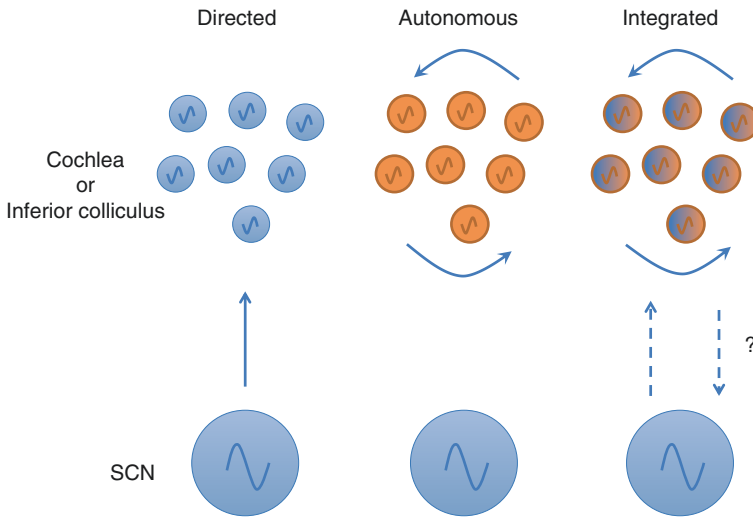 Directed
Autonomous
Integrated
Cochlea
or
Inferior colliculus
?
SCN